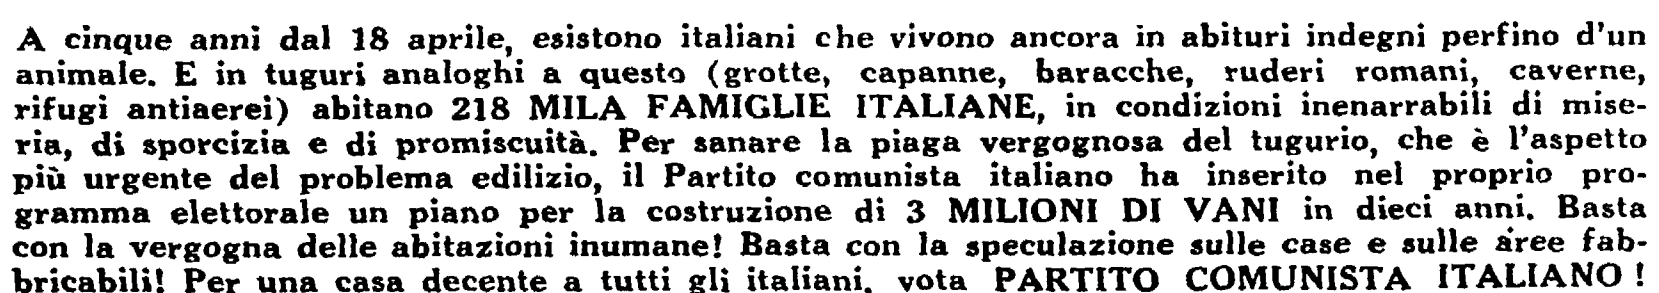 A cinque anni dal 18 aprile, esistono italiani che vivono ancora in abituri indegni perfino d'un
animale. E in tuguri analoghi a questo (grotte, capanne, baracche, ruderi romani, caverne,
rifugi antiaerei) abitano 218 MILA FAMIGLIE ITALIANE, in condizioni inenarrabili di mise-
ria, di sporcizia e di promiscuità. Per sanare la piaga vergognosa del tugurio, che è l'aspetto
più urgente del problema edilizio, il Partito comunista italiano ha inserito nel proprio pro-
gramma elettorale un piano per la costruzione di 3 MILIONI DI VANI in dieci anni. Basta
con la vergogna delle abitazioni inumane! Basta con la speculazione sulle case e sulle aree fab-
bricabili! Per una casa decente a tutti gli italiani, vota PARTITO COMUNISTA ITALIANO!